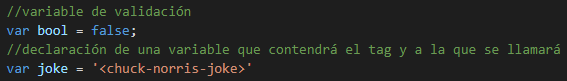 //variable de validación
var bool = false;
//declaración de una variable que contendrá el tag y a la que se llamará
var joke = '<chuck-norris-joke>'